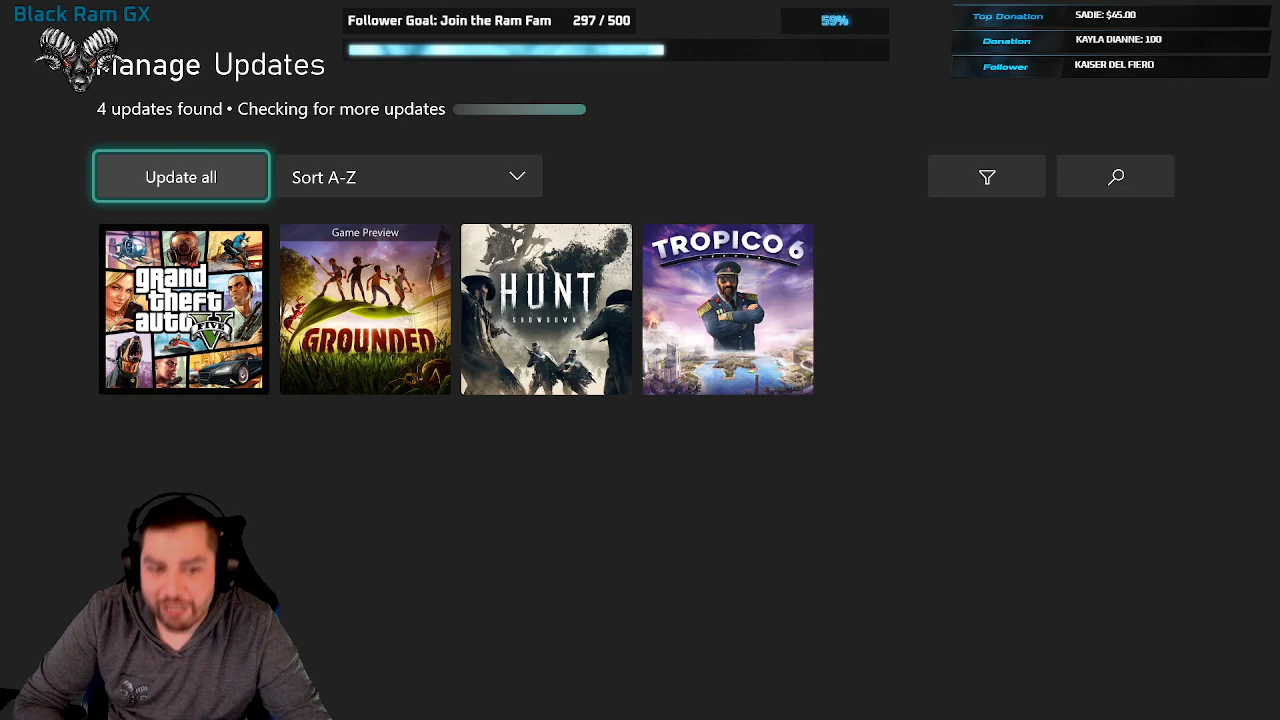 Black Ram GX
Follower Goal: Join the Ram Fam 297 / 500
59%
Top Donation SADIE: $45.00
Donation KAYLA DIANNE: 100
Follower KAISER DEL FIERO
Manage Updates
4 updates found • Checking for more updates
Update all
Sort A-Z
grand
theft
auto
V
FIVE
Game Preview
GROUNDED
HUNT
SHOWDOWN
TROPICO 6